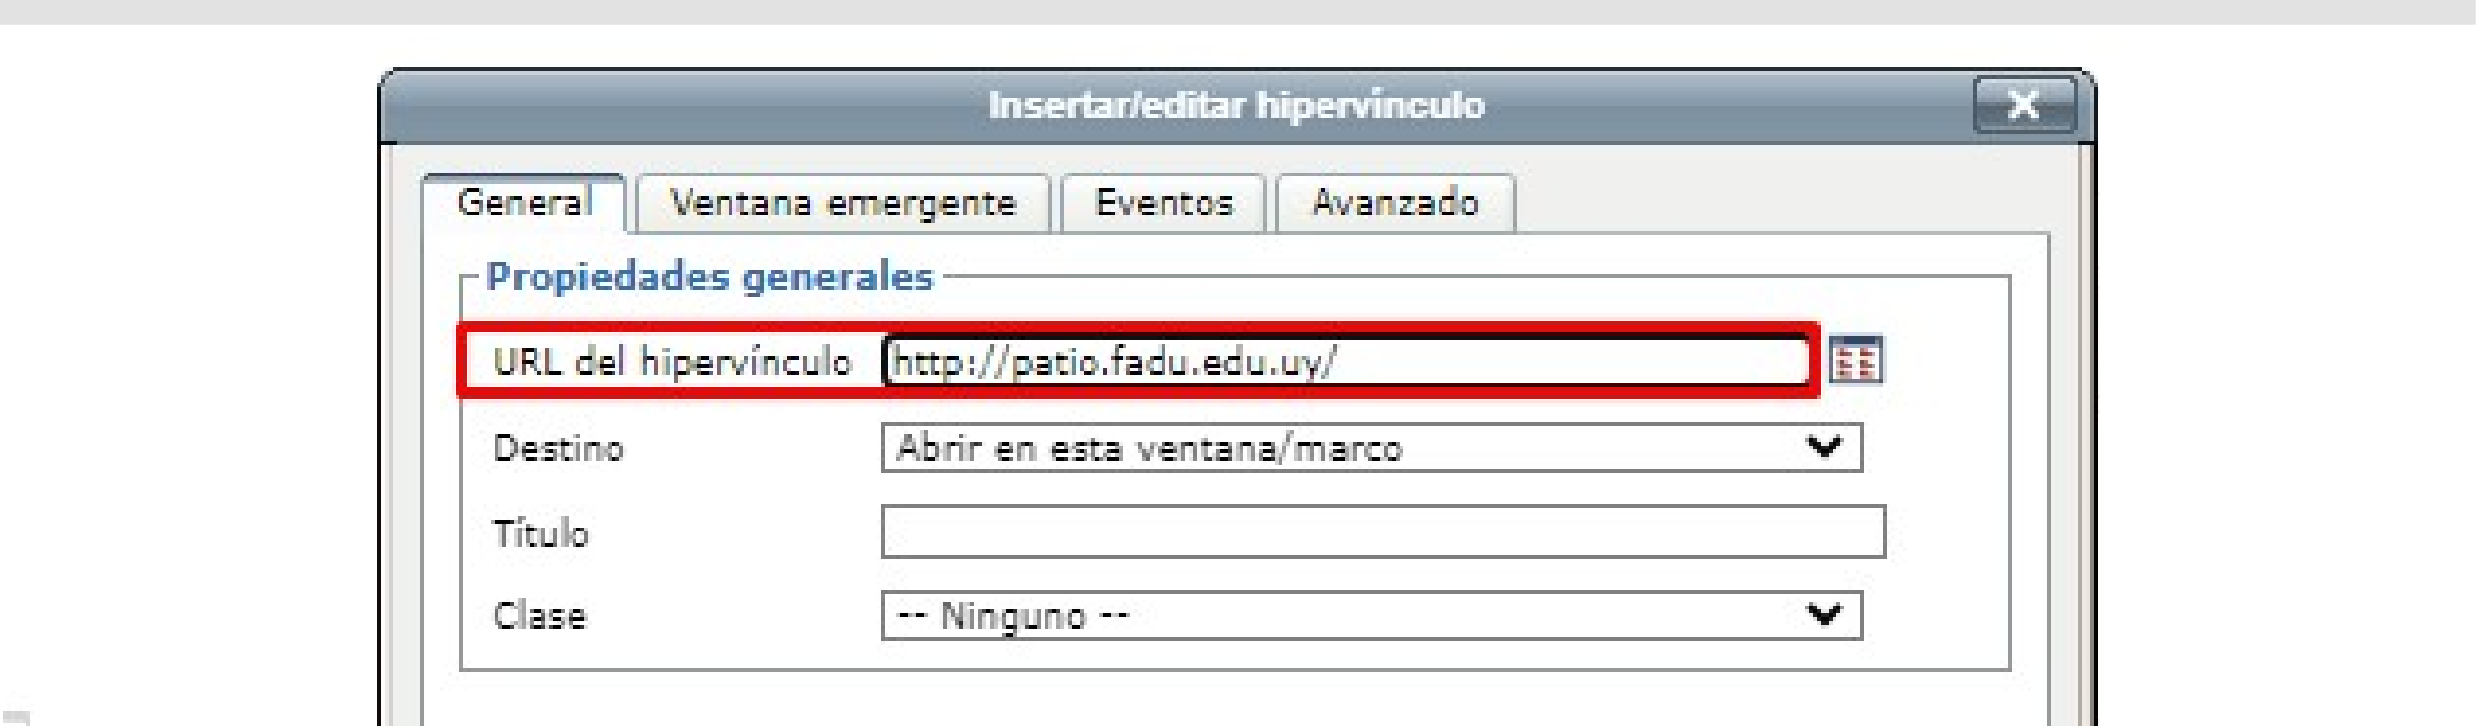 Insertar/editar hipervínculo
General Ventana emergente Eventos Avanzado
Propiedades generales
URL del hipervínculo http://patio.fadu.edu.uy/
Destino Abrir en esta ventana/marco
Título
Clase -- Ninguno --